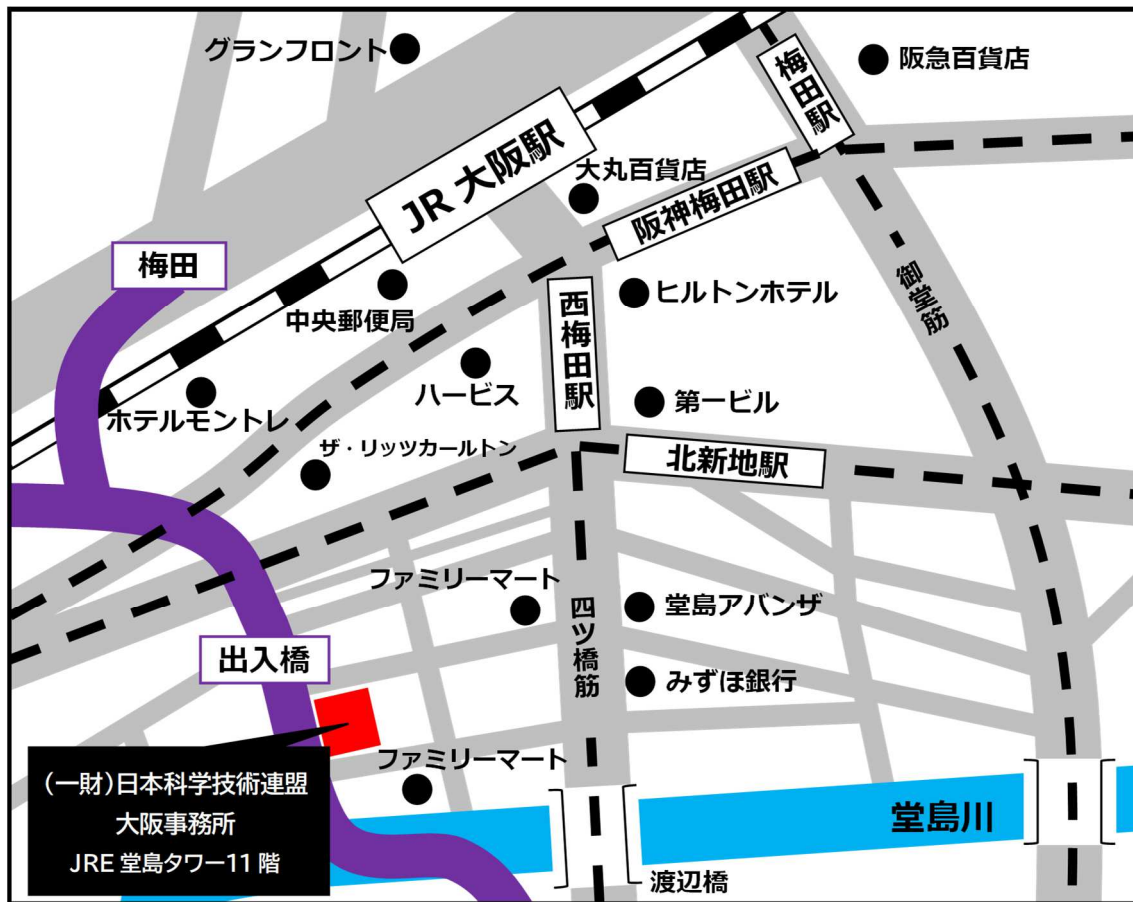 グランフロント
阪急百貨店
梅田駅
JR 大阪駅
大丸百貨店
阪神梅田駅
梅田
中央郵便局
西梅田駅
ヒルトンホテル
御堂筋
ハービス
ホテルモントレ
第一ビル
ザ・リッツカールトン
北新地駅
ファミリーマート
四ツ橋筋
堂島アバンザ
出入橋
みずほ銀行
ファミリーマート
(一財)日本科学技術連盟
大阪事務所
JRE 堂島タワー11 階
堂島川
渡辺橋